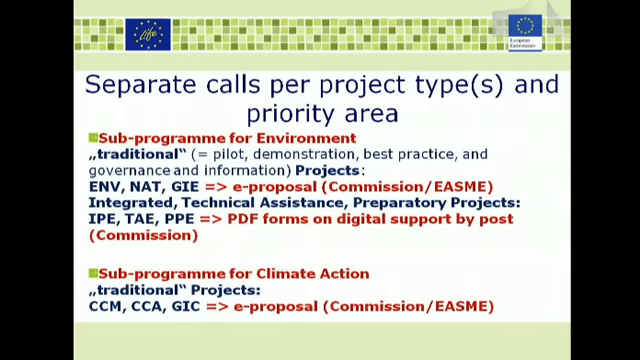 Life
European
Commission
Separate calls per project type(s) and
priority area
Sub-programme for Environment
„traditional“ (= pilot, demonstration, best practice, and
governance and information) Projects:
ENV, NAT, GIE => e-proposal (Commission/EASME)
Integrated, Technical Assistance, Preparatory Projects:
IPE, TAE, PPE => PDF forms on digital support by post
(Commission)
Sub-programme for Climate Action
„traditional“ Projects:
CCM, CCA, GIC => e-proposal (Commission/EASME)